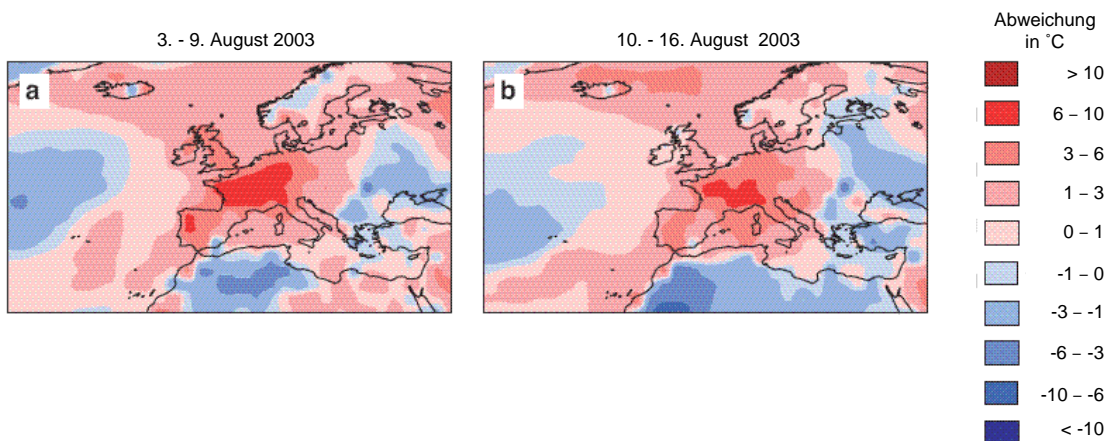 3. - 9. August 2003
10. - 16. August 2003
a
b
Abweichung
in °C
> 10
6 – 10
3 – 6
1 – 3
0 – 1
-1 – 0
-3 – -1
-6 – -3
-10 – -6
< -10